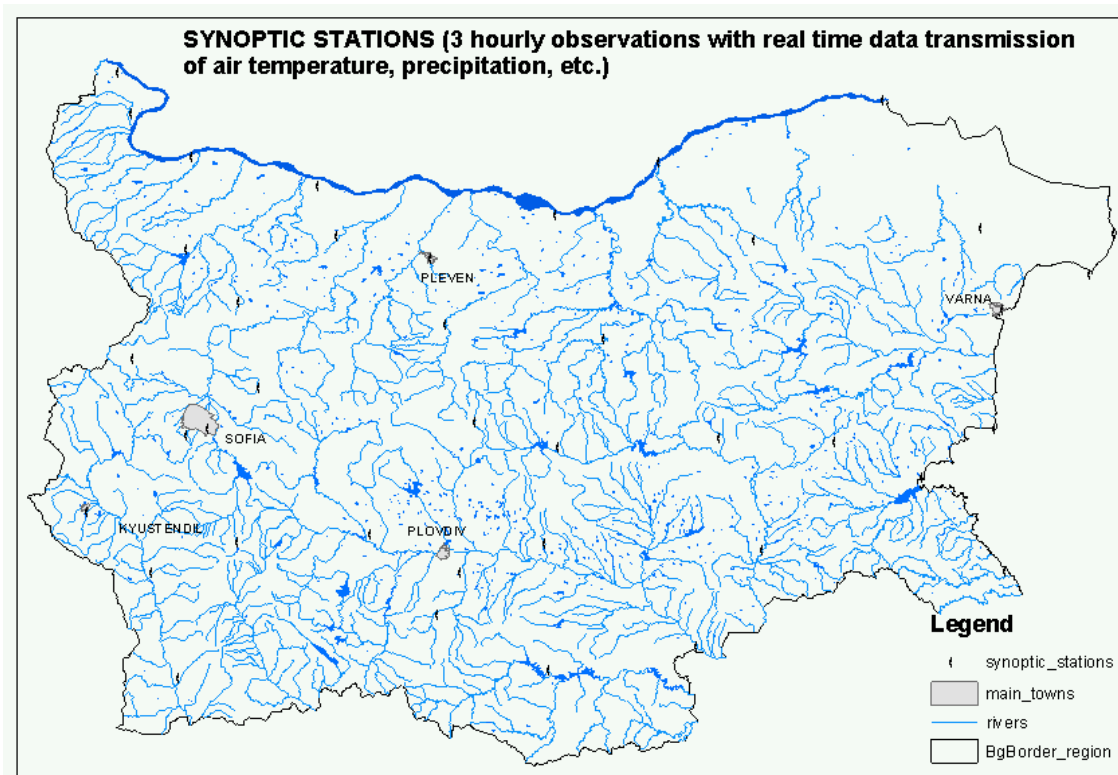 SYNOPTIC STATIONS (3 hourly observations with real time data transmission
of air temperature, precipitation, etc.)
PLEVEN
VARNA
SOFIA
KYUSTENDIL
PLOVDIV
Legend
synoptic_stations
main_towns
rivers
BgBorder_region